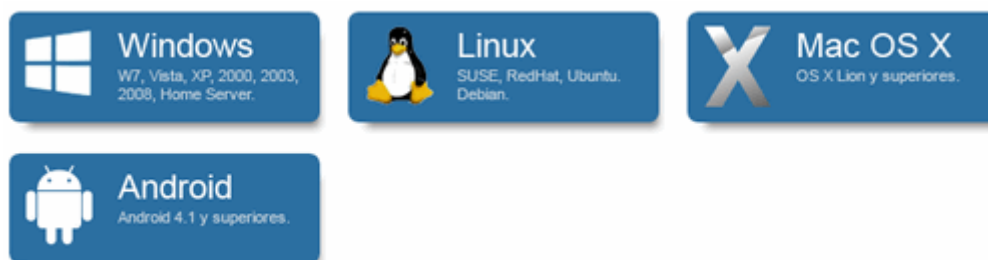 Windows
W7, Vista, XP, 2000, 2003,
2008, Home Server.
Linux
SUSE, RedHat, Ubuntu.
Debian.
Mac OS X
OS X Lion y superiores.
Android
Android 4.1 y superiores.